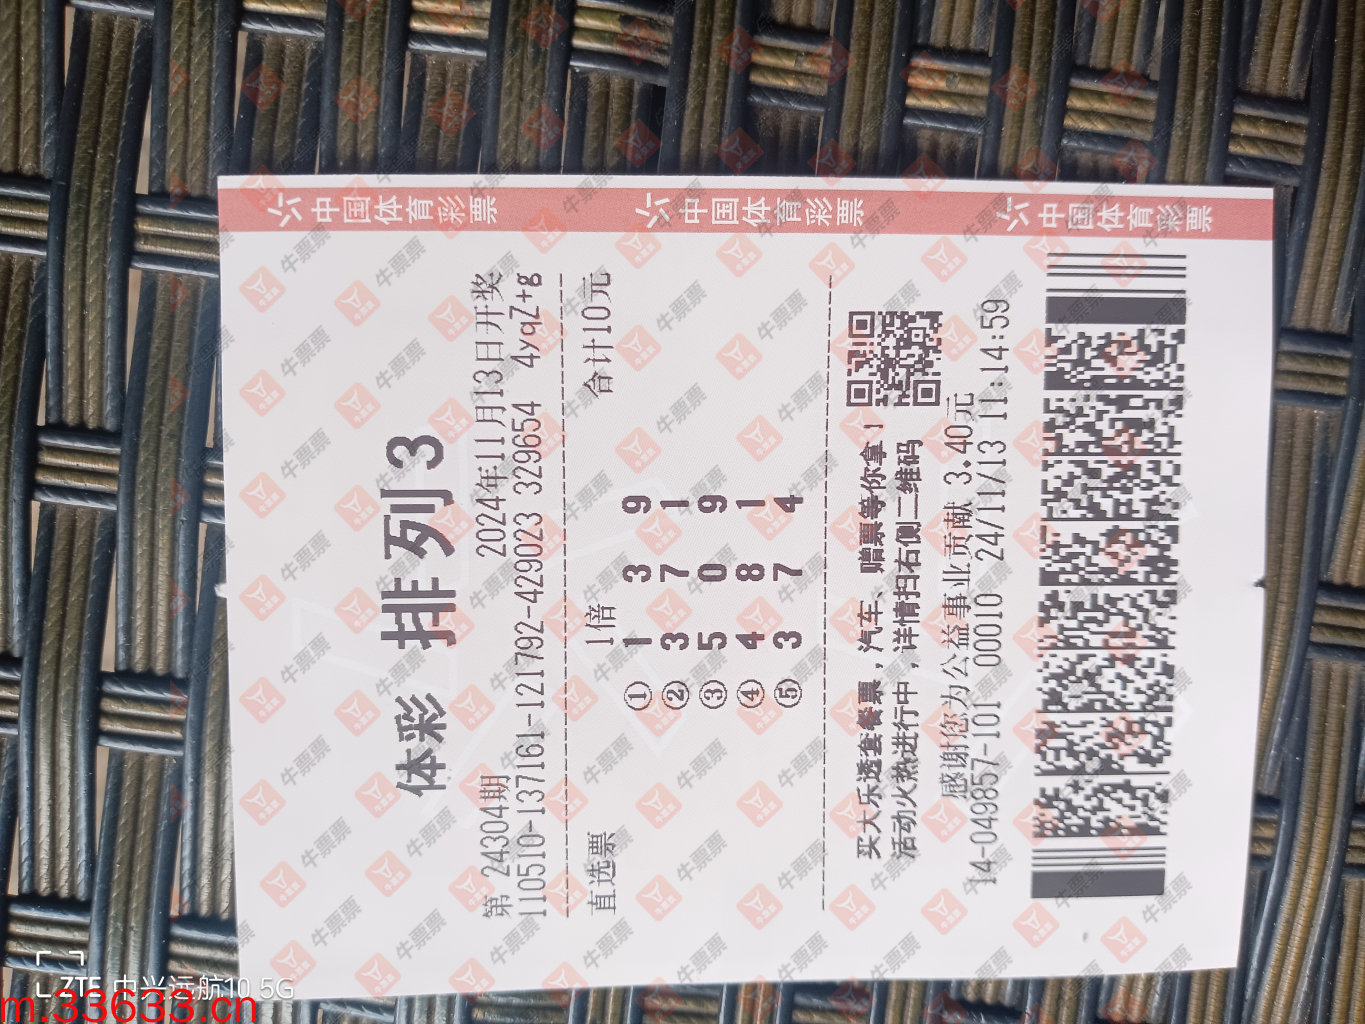 中国体育彩票 中国体育彩票 中国体育彩票
体彩 排列3
第 24304期 2024年11月13日开奖
110510-137161-121792-429023 329654 4yqZ+g
直选票 1倍 合计10元
① 1 3 9
② 3 7 1
③ 5 0 9
④ 4 8 1
⑤ 3 7 4
买大乐透套餐票，汽车、赠票等你拿！
活动火热进行中，详情扫右侧二维码
感谢您为公益事业贡献 3.40元
14-049857-101 00010 24/11/13 11:14:59
牛票票
ZTE 中兴远航10 5G
m.33633.cn